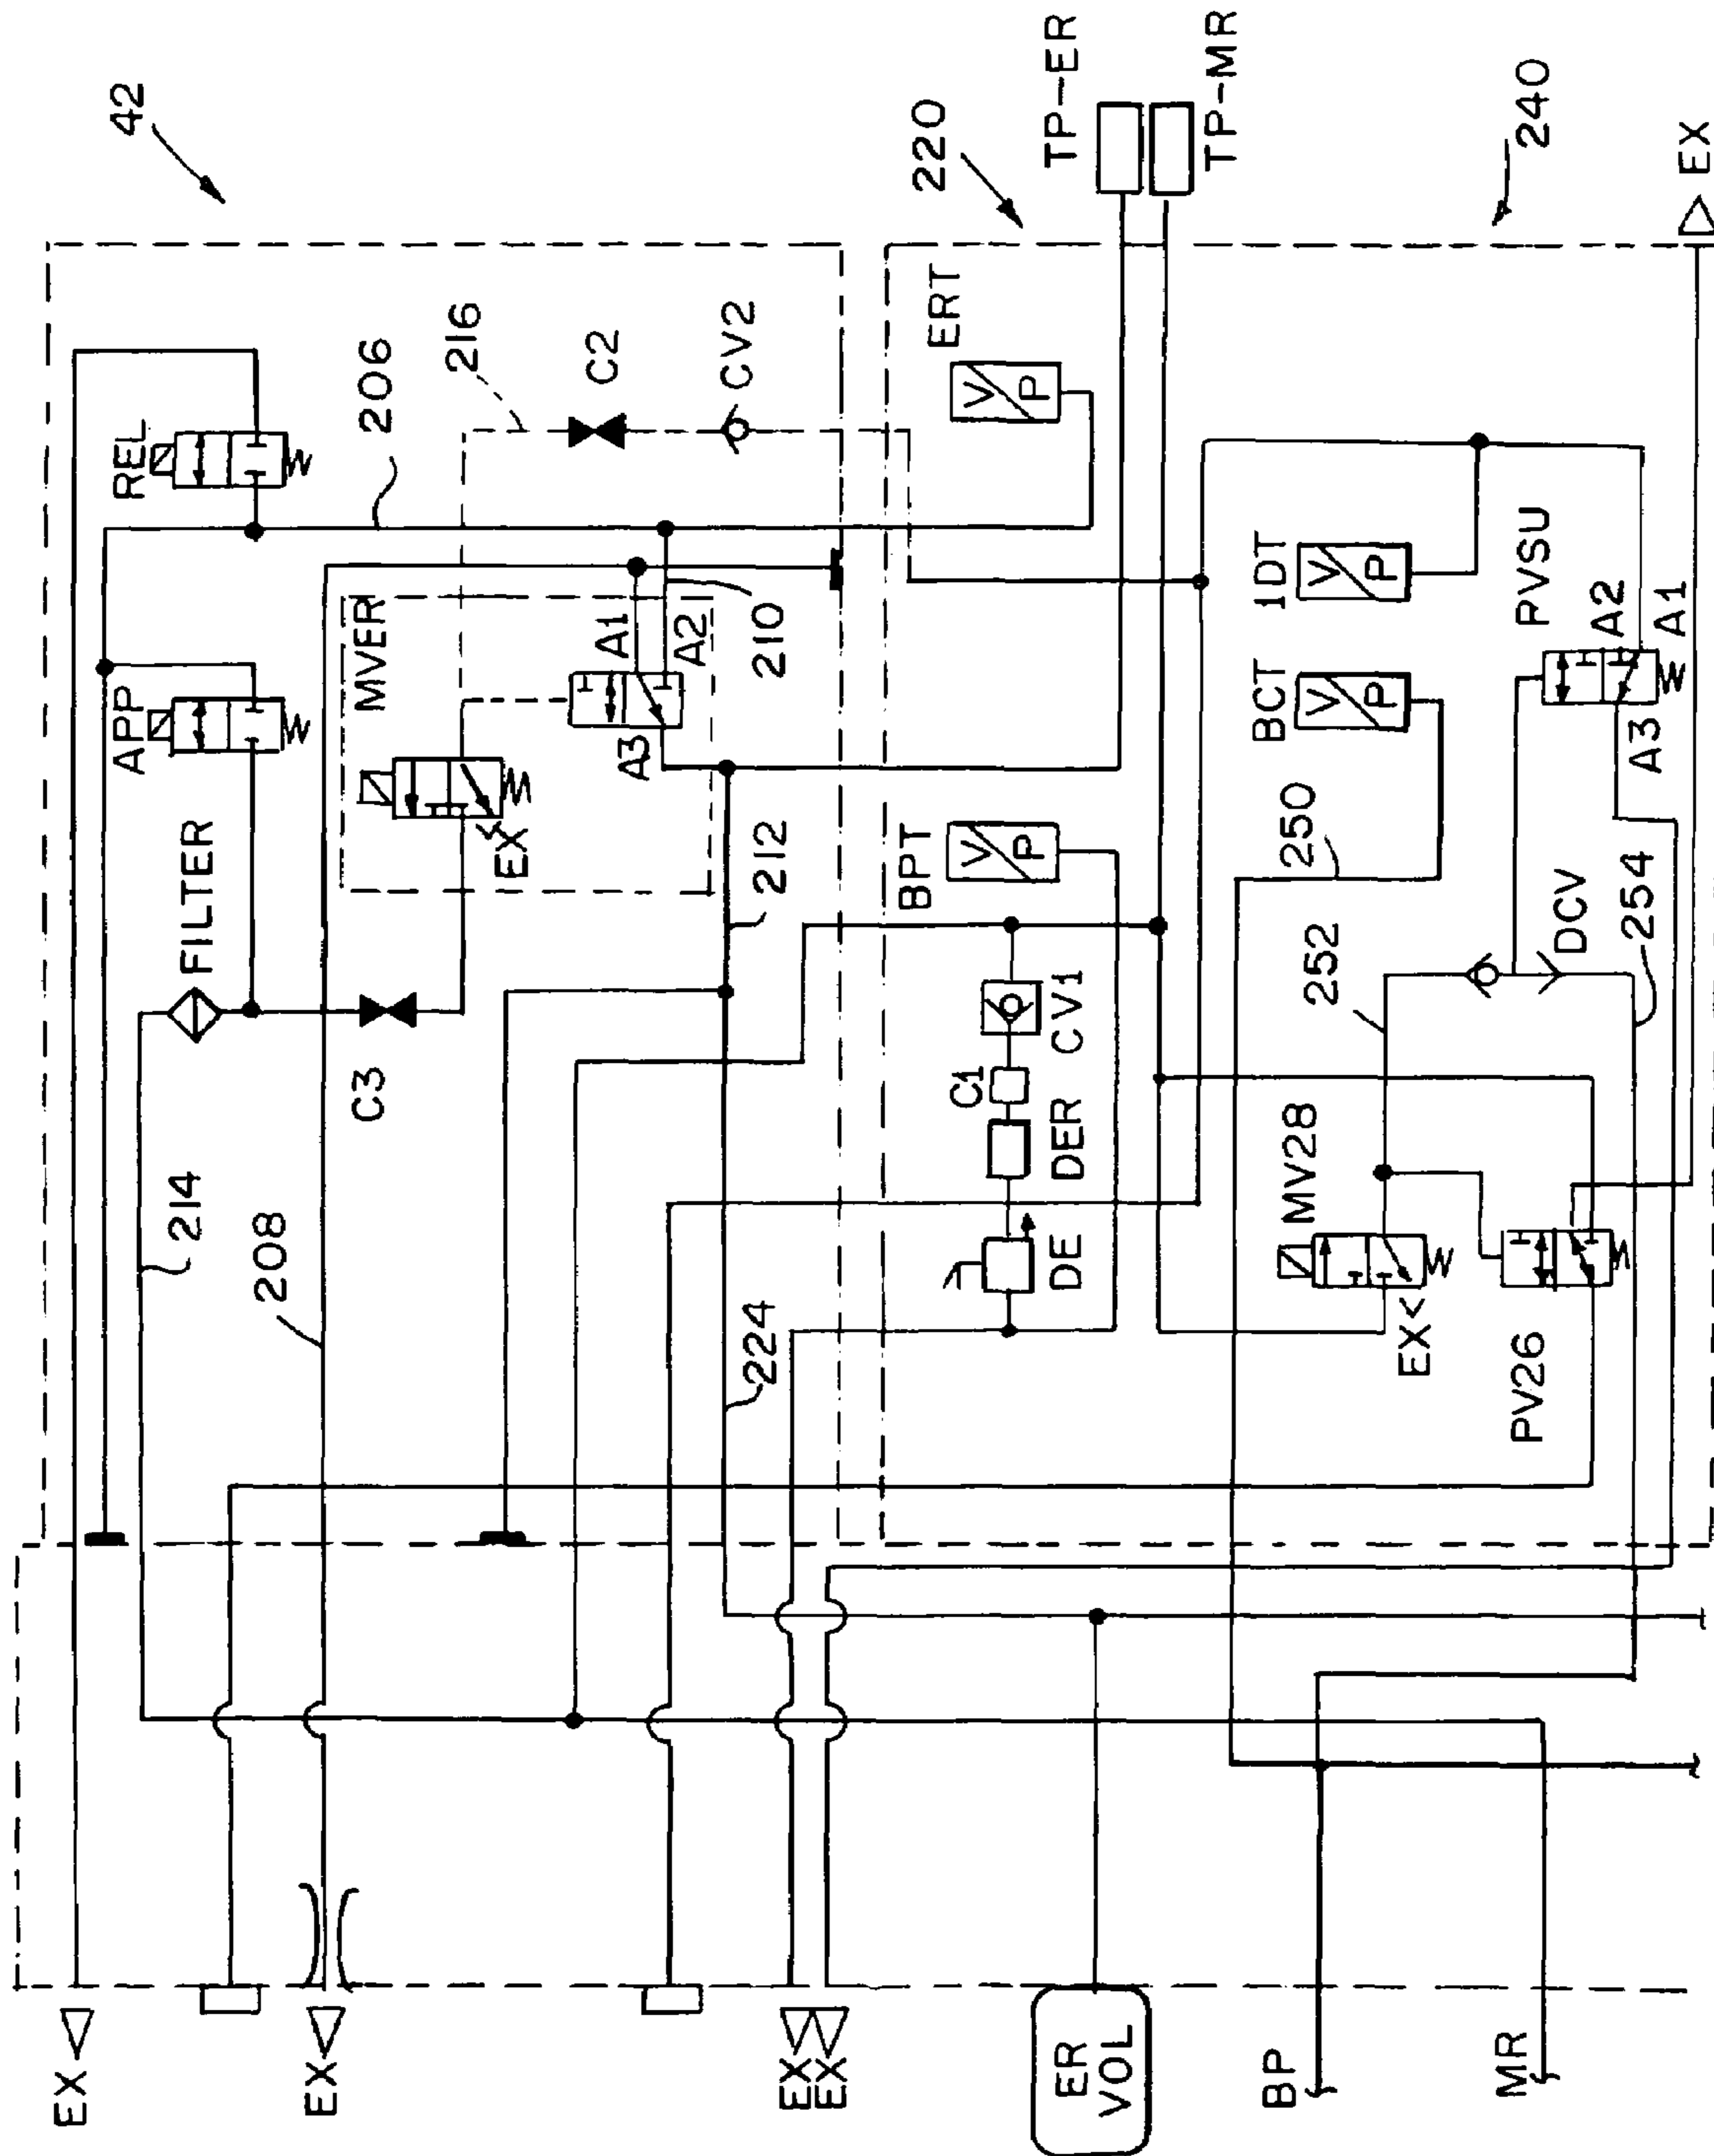 42
REL
206
216
C2
CV2
APP
FILTER
MVER
A1
A2
210
A3
EX
C3
212
214
208
224
220
ERT
TP-ER
TP-MR
240
EX
BPT
V
P
V
P
V
P
V
P
1DT
BCT
PVSU
A2
A1
A3
250
252
254
DCV
CV1
C1
DER
DE
MV28
EX
PV26
EX
EX
EX
EX
ER
VOL
BP
MR